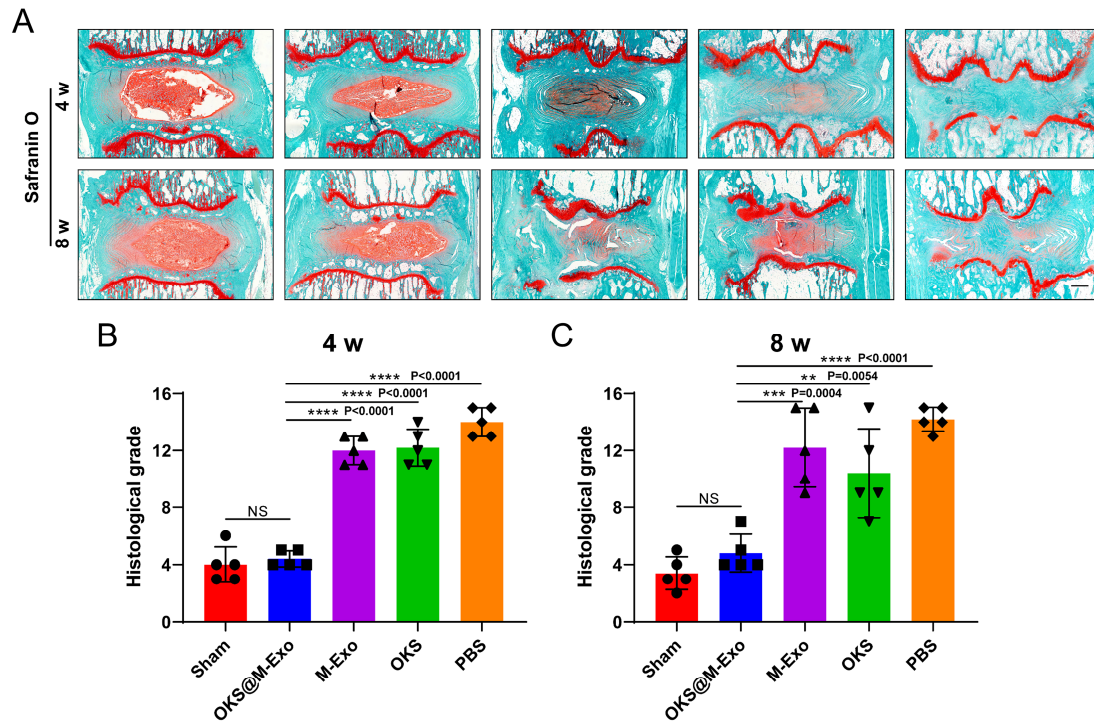 A
Safranin O
4 w
8 w
B
4 w
Histological grade
16
12
8
4
0
NS
**** P<0.0001
**** P<0.0001
**** P<0.0001
Sham
OKS@M-Exo
M-Exo
OKS
PBS
C
8 w
Histological grade
16
12
8
4
0
NS
**** P<0.0001
** P=0.0054
*** P=0.0004
Sham
OKS@M-Exo
M-Exo
OKS
PBS